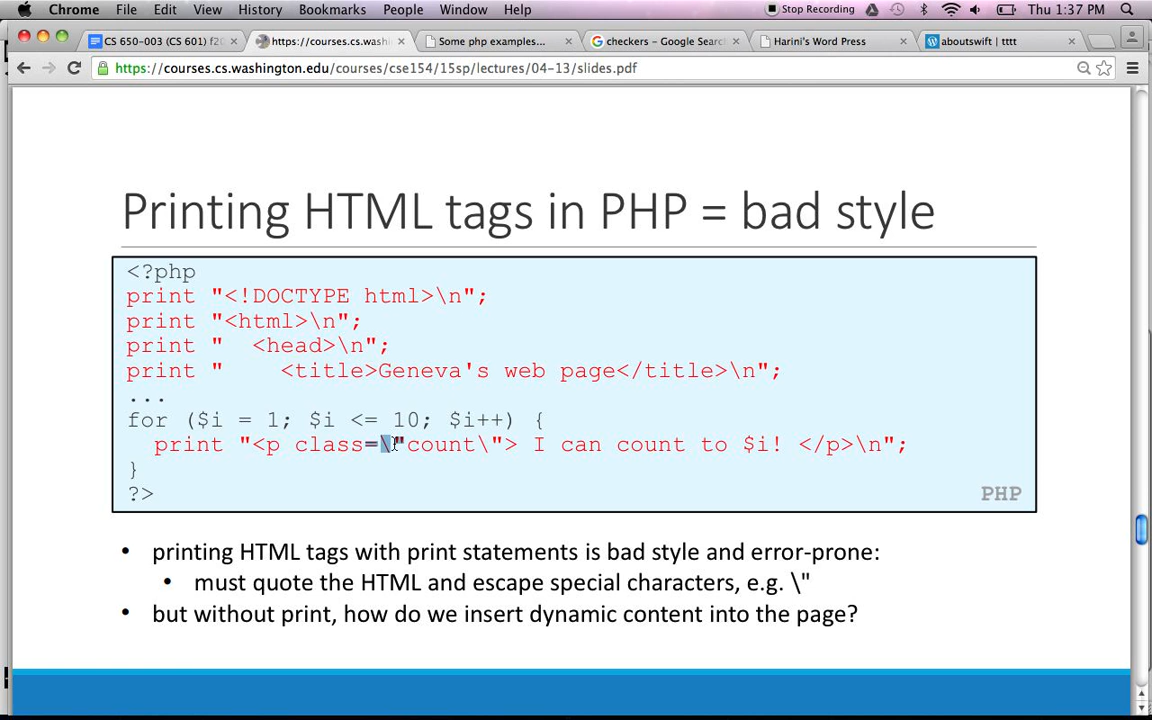 Chrome File Edit View History Bookmarks People Window Help Stop Recording Thu 1:37 PM
CS 650-003 (CS 601) f20 https://courses.cs.washi Some php examples... checkers - Google Searc Harini's Word Press aboutswift | tttt
https://courses.cs.washington.edu/courses/cse154/15sp/lectures/04-13/slides.pdf
Printing HTML tags in PHP = bad style
<?php
print "<!DOCTYPE html>\n";
print "<html>\n";
print "  <head>\n";
print "    <title>Geneva's web page</title>\n";
...
for ($i = 1; $i <= 10; $i++) {
  print "<p class=\"count\"> I can count to $i! </p>\n";
}
?>
PHP
• printing HTML tags with print statements is bad style and error-prone:
• must quote the HTML and escape special characters, e.g. \"
• but without print, how do we insert dynamic content into the page?